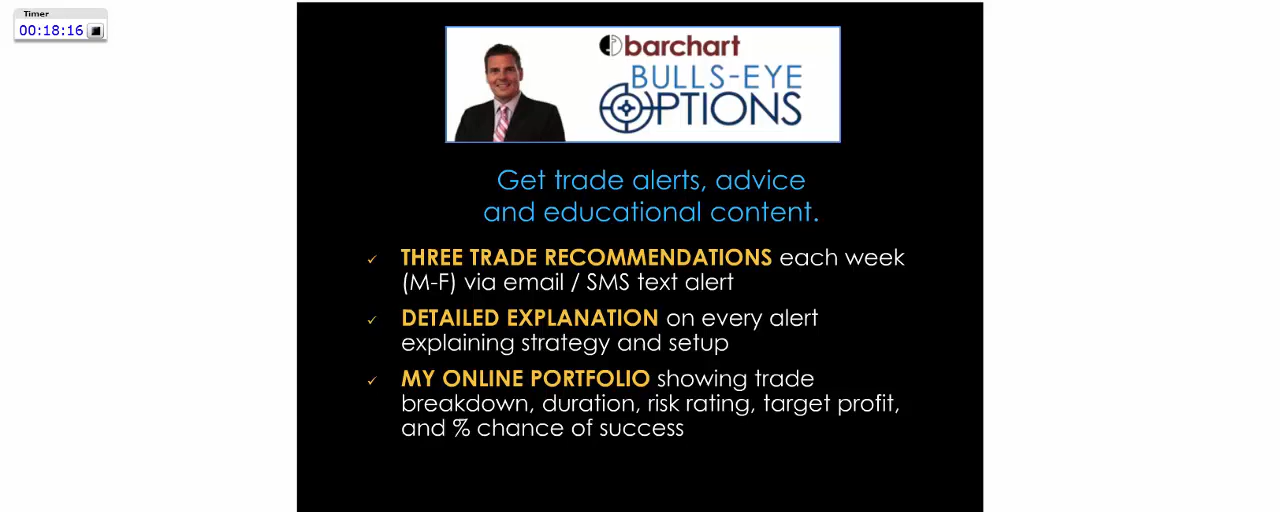 Timer
00:18:16
barchart
BULLS-EYE
OPTIONS
Get trade alerts, advice
and educational content.
✓ THREE TRADE RECOMMENDATIONS each week
(M-F) via email / SMS text alert
✓ DETAILED EXPLANATION on every alert
explaining strategy and setup
✓ MY ONLINE PORTFOLIO showing trade
breakdown, duration, risk rating, target profit,
and % chance of success